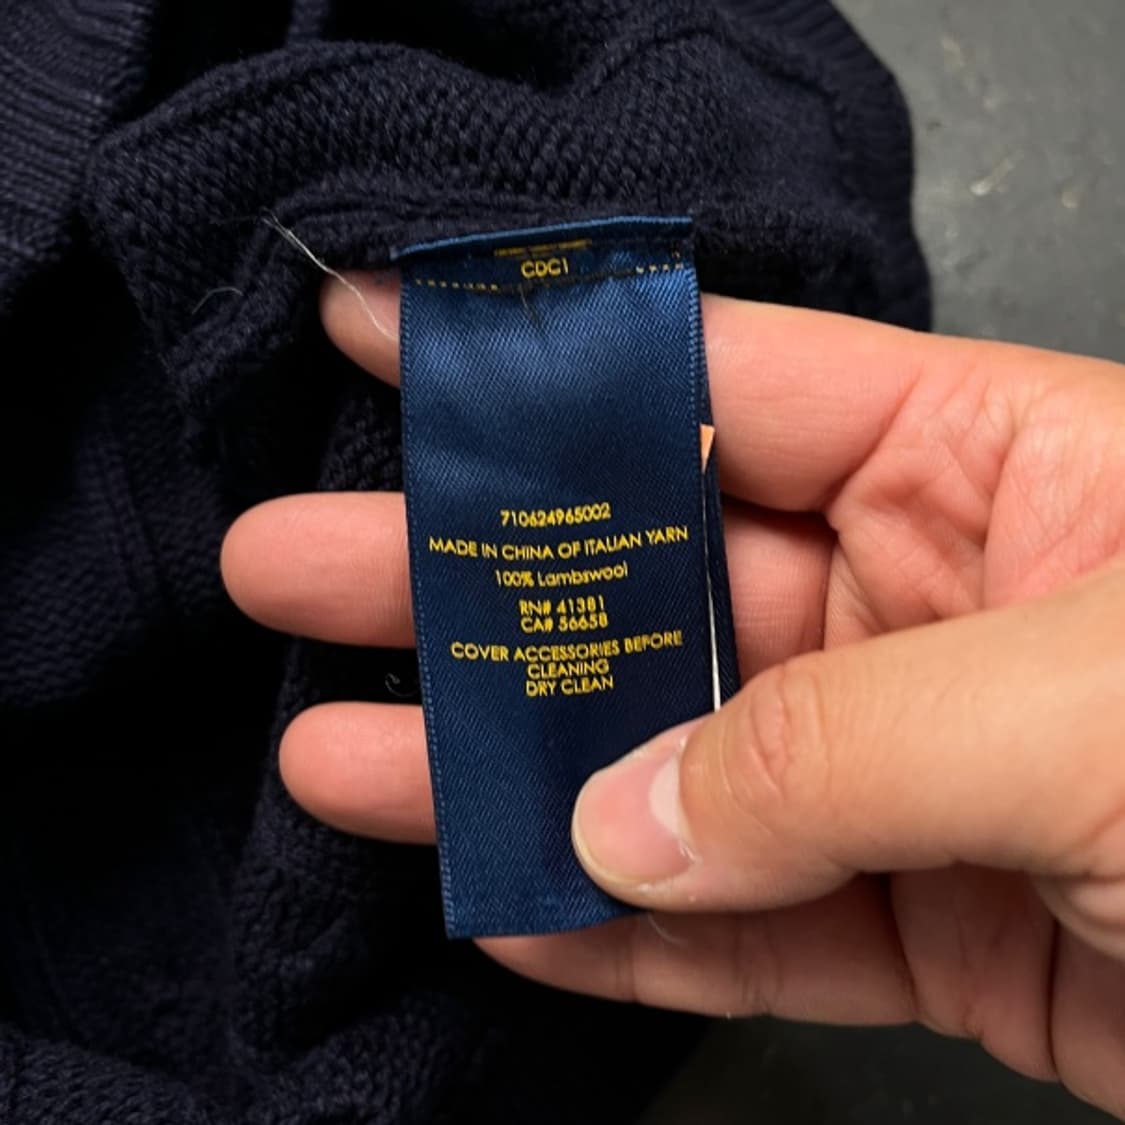 CDC1
710624965002
MADE IN CHINA OF ITALIAN YARN
100% Lambswool
RN# 41381
CA# 56658
COVER ACCESSORIES BEFORE
CLEANING
DRY CLEAN